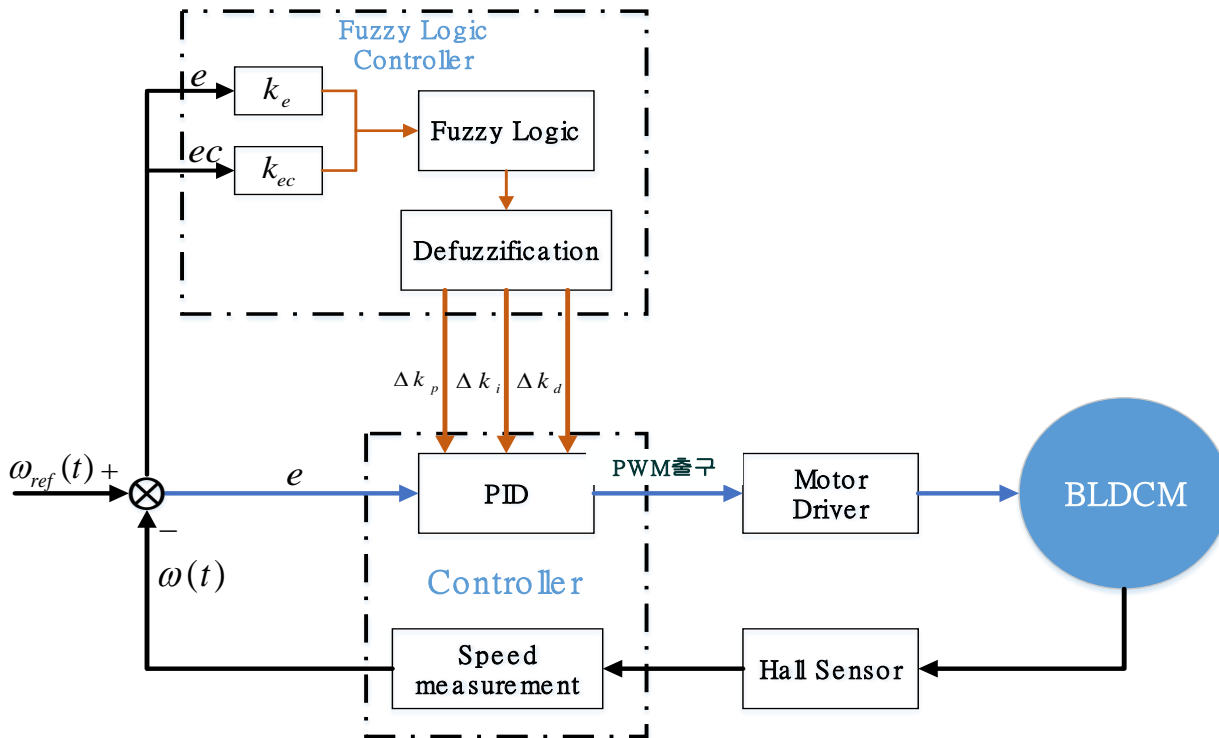 Fuzzy Logic
Controller
e
k_e
Fuzzy Logic
ec
k_ec
Defuzzification
Δk_p
Δk_i
Δk_d
ω_ref(t)
+
e
PID
PWM출구
Motor
Driver
BLDCM
−
ω(t)
Controller
Speed
measurement
Hall Sensor